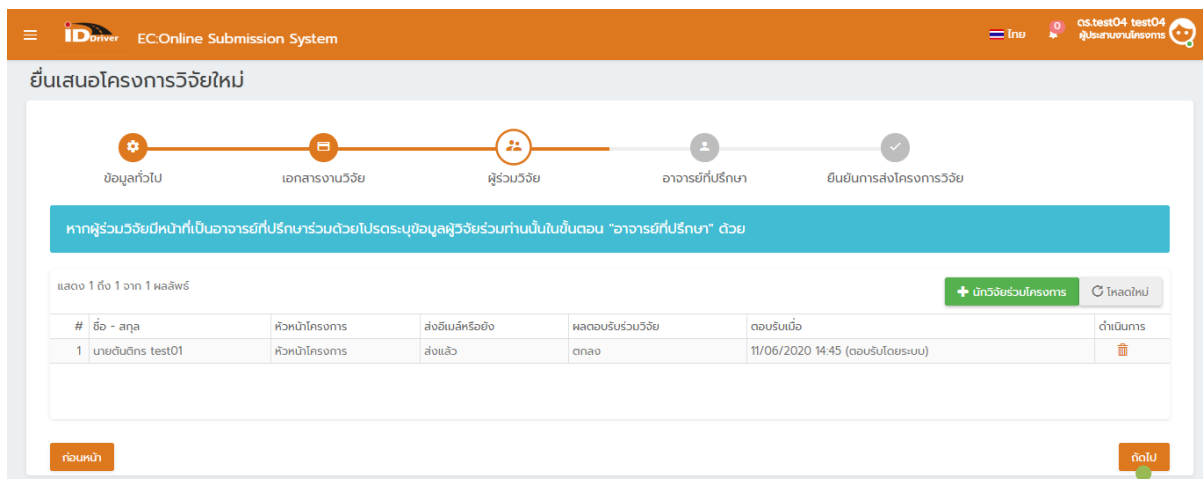 iDDriver EC:Online Submission System
ไทย
0
ดร.test04 test04
ผู้ประสานงานโครงการ
ยื่นเสนอโครงการวิจัยใหม่
ข้อมูลทั่วไป เอกสารงานวิจัย ผู้ร่วมวิจัย อาจารย์ที่ปรึกษา ยืนยันการส่งโครงการวิจัย
หากผู้ร่วมวิจัยมีหน้าที่เป็นอาจารย์ที่ปรึกษาร่วมด้วยโปรดระบุข้อมูลผู้วิจัยร่วมท่านนั้นในขั้นตอน "อาจารย์ที่ปรึกษา" ด้วย
แสดง 1 ถึง 1 จาก 1 ผลลัพธ์
นักวิจัยร่วมโครงการ โหลดใหม่
# ชื่อ - สกุล หัวหน้าโครงการ ส่งอีเมล์หรือยัง ผลตอบรับร่วมวิจัย ตอบรับเมื่อ ดำเนินการ
1 นายตันติกร test01 หัวหน้าโครงการ ส่งแล้ว ตกลง 11/06/2020 14:45 (ตอบรับโดยระบบ)
ก่อนหน้า ถัดไป